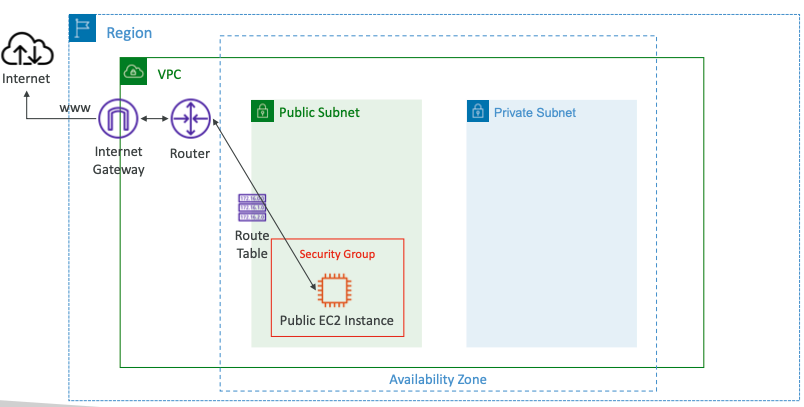 Region
Internet
VPC
www
Internet
Gateway
Router
Public Subnet
Private Subnet
Route
Table
Security Group
Public EC2 Instance
Availability Zone